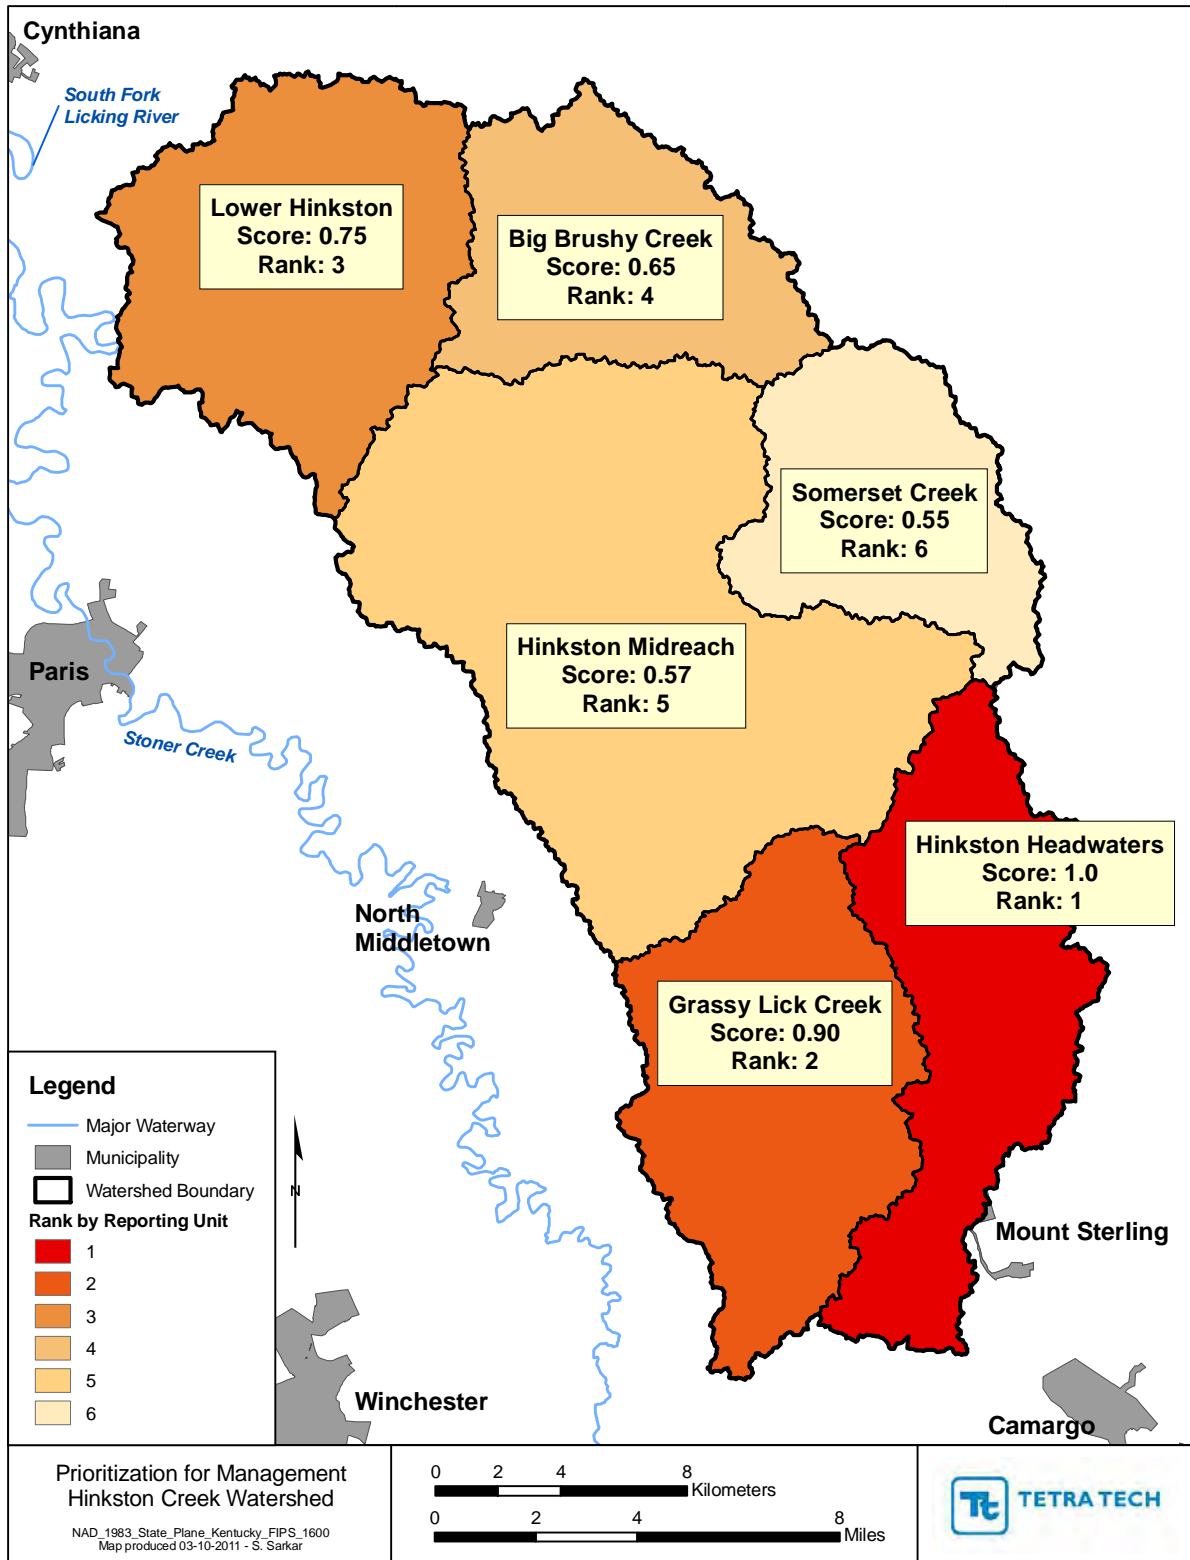 Cynthiana
South Fork
Licking River
Lower Hinkston
Score: 0.75
Rank: 3
Big Brushy Creek
Score: 0.65
Rank: 4
Somerset Creek
Score: 0.55
Rank: 6
Hinkston Midreach
Score: 0.57
Rank: 5
Paris
Stoner Creek
Hinkston Headwaters
Score: 1.0
Rank: 1
North
Middletown
Grassy Lick Creek
Score: 0.90
Rank: 2
Mount Sterling
Winchester
Camargo
Legend
Major Waterway
Municipality
Watershed Boundary
Rank by Reporting Unit
1
2
3
4
5
6
N
Prioritization for Management
Hinkston Creek Watershed
NAD_1983_State_Plane_Kentucky_FIPS_1600
Map produced 03-10-2011 - S. Sarkar
0 2 4 8
Kilometers
0 2 4 8
Miles
Tt TETRA TECH